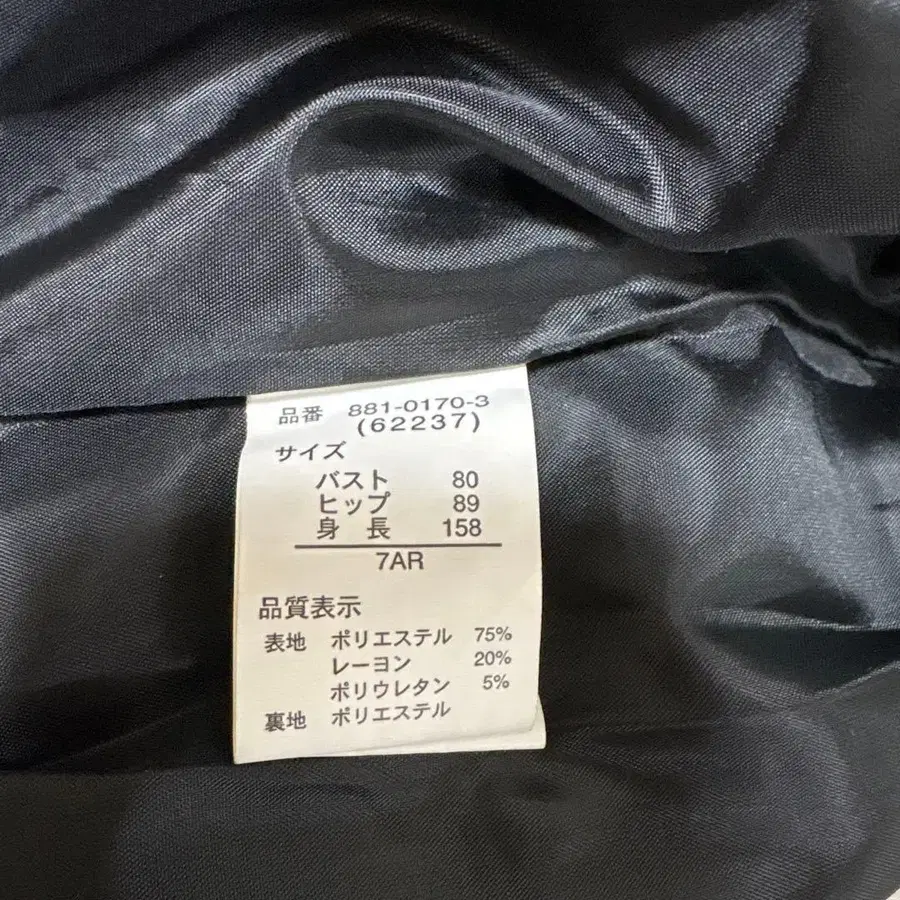 品番 881-0170-3
(62237)
サイズ
バスト 80
ヒップ 89
身長 158
7AR
品質表示
表地 ポリエステル 75%
レーヨン 20%
ポリウレタン 5%
裏地 ポリエステル